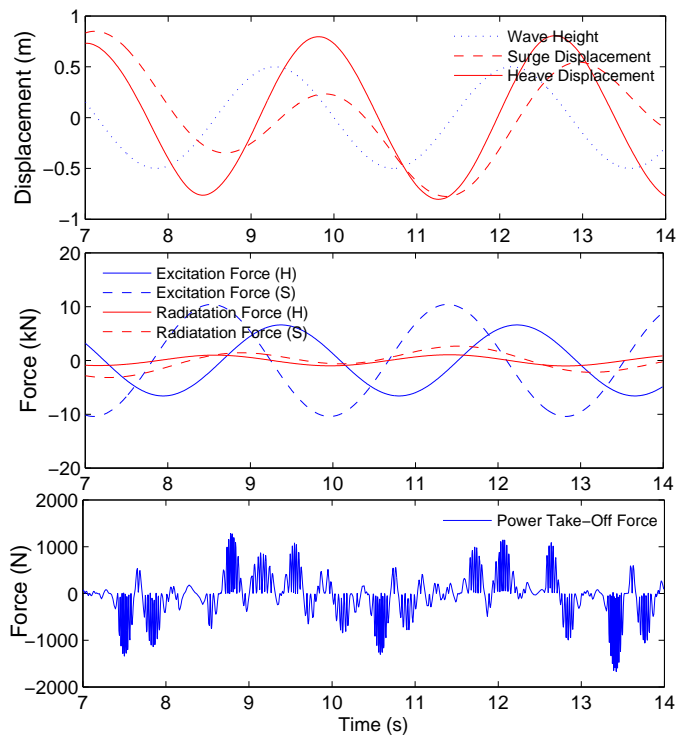 Displacement (m)
1
0.5
0
−0.5
−1
Wave Height
Surge Displacement
Heave Displacement
7 8 9 10 11 12 13 14
Force (kN)
20
10
0
−10
−20
Excitation Force (H)
Excitation Force (S)
Radiatation Force (H)
Radiatation Force (S)
7 8 9 10 11 12 13 14
Force (N)
2000
1000
0
−1000
−2000
Power Take−Off Force
7 8 9 10 11 12 13 14
Time (s)